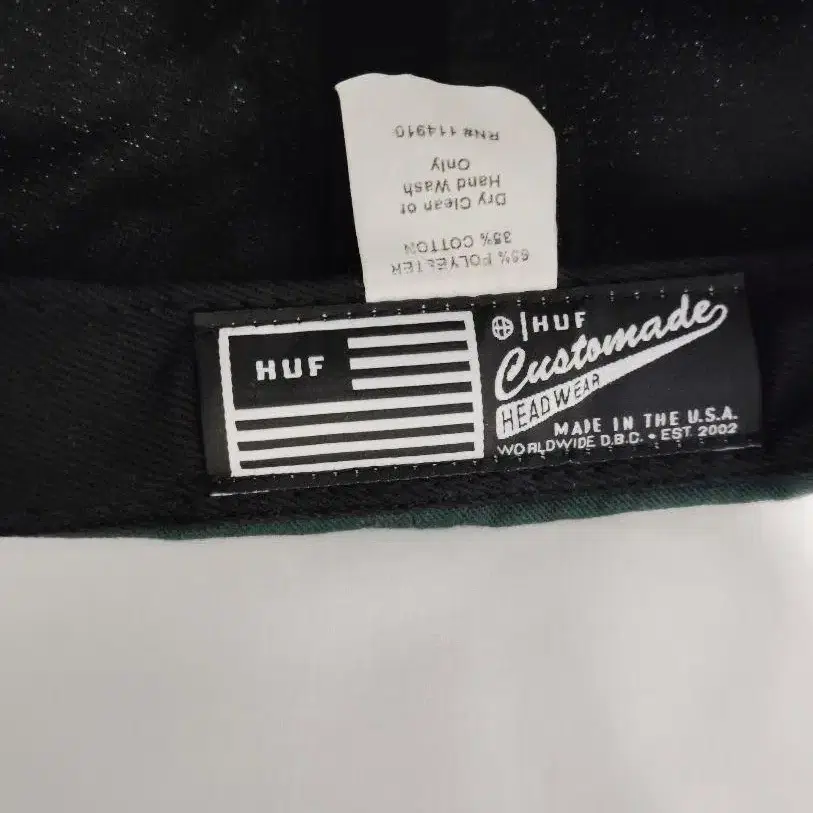 65% POLYESTER
35% COTTON
Dry Clean or
Hand Wash
Only
RN# 114910
HUF
HUF
Customade
HEADWEAR
MADE IN THE U.S.A.
WORLDWIDE D.B.C. • EST 2002